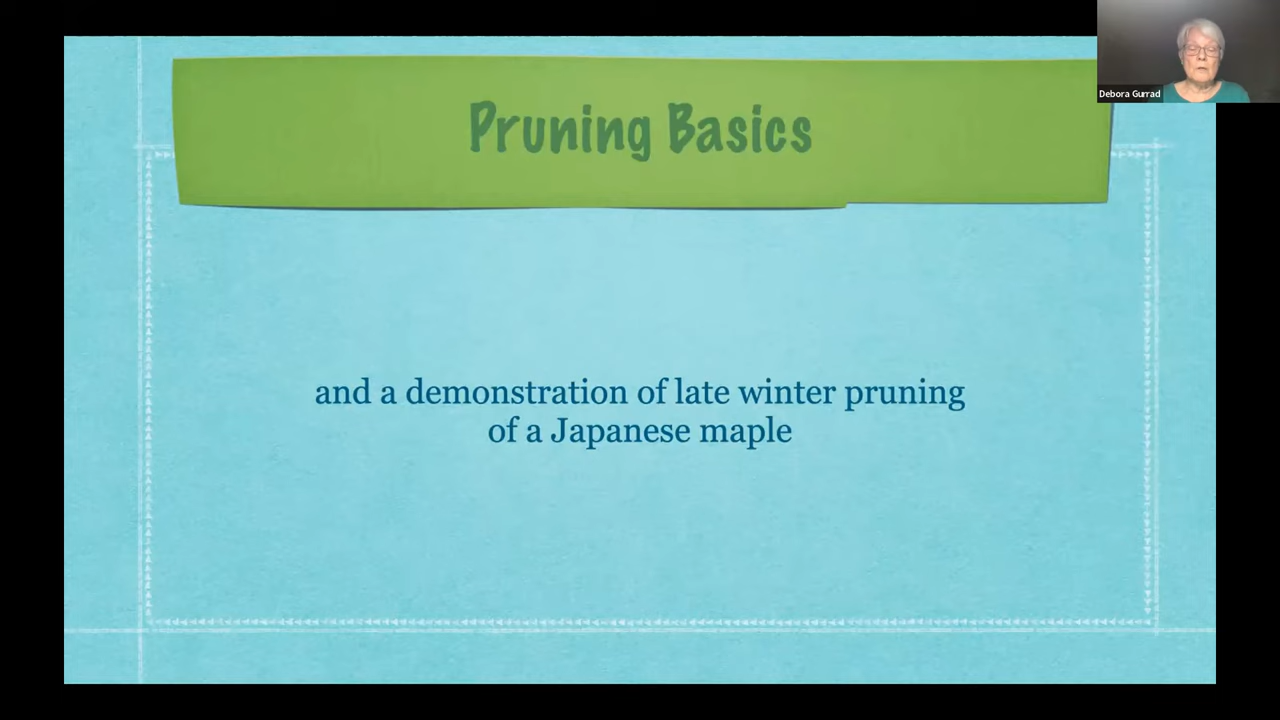 Pruning Basics
Debora Gurrad
and a demonstration of late winter pruning
of a Japanese maple